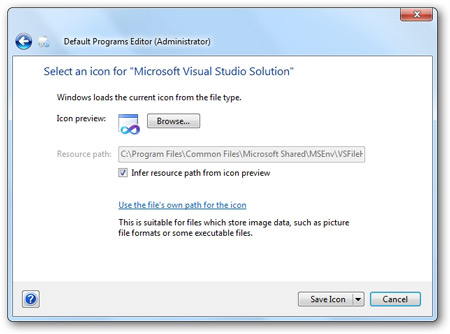 Default Programs Editor (Administrator)
Select an icon for "Microsoft Visual Studio Solution"
Windows loads the current icon from the file type.
Icon preview:
Browse...
Resource path:
C:\Program Files\Common Files\Microsoft Shared\MSEnv\VSFileH
Infer resource path from icon preview
Use the file's own path for the icon
This is suitable for files which store image data, such as picture
file formats or some executable files.
?
Save Icon
Cancel